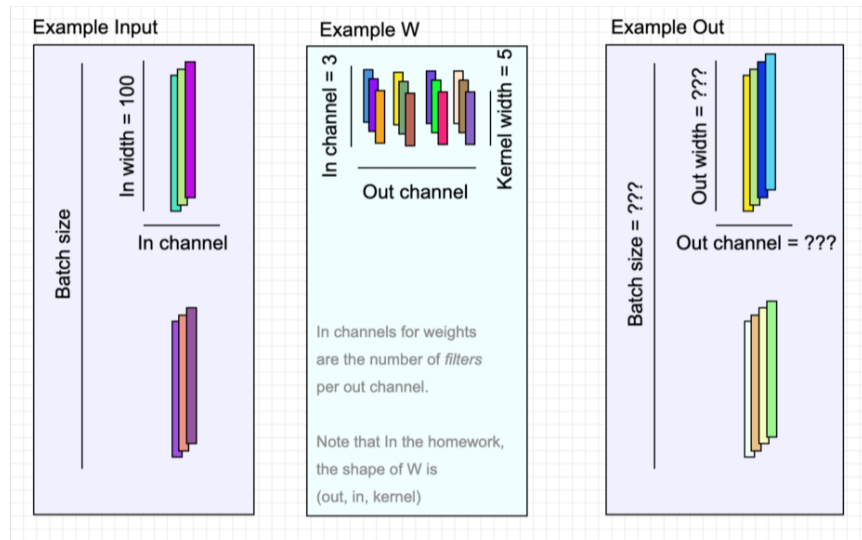 Example Input
Batch size
In width = 100
In channel
Example W
In channel = 3
Kernel width = 5
Out channel
In channels for weights
are the number of filters
per out channel.
Note that In the homework,
the shape of W is
(out, in, kernel)
Example Out
Batch size = ???
Out width = ???
Out channel = ???